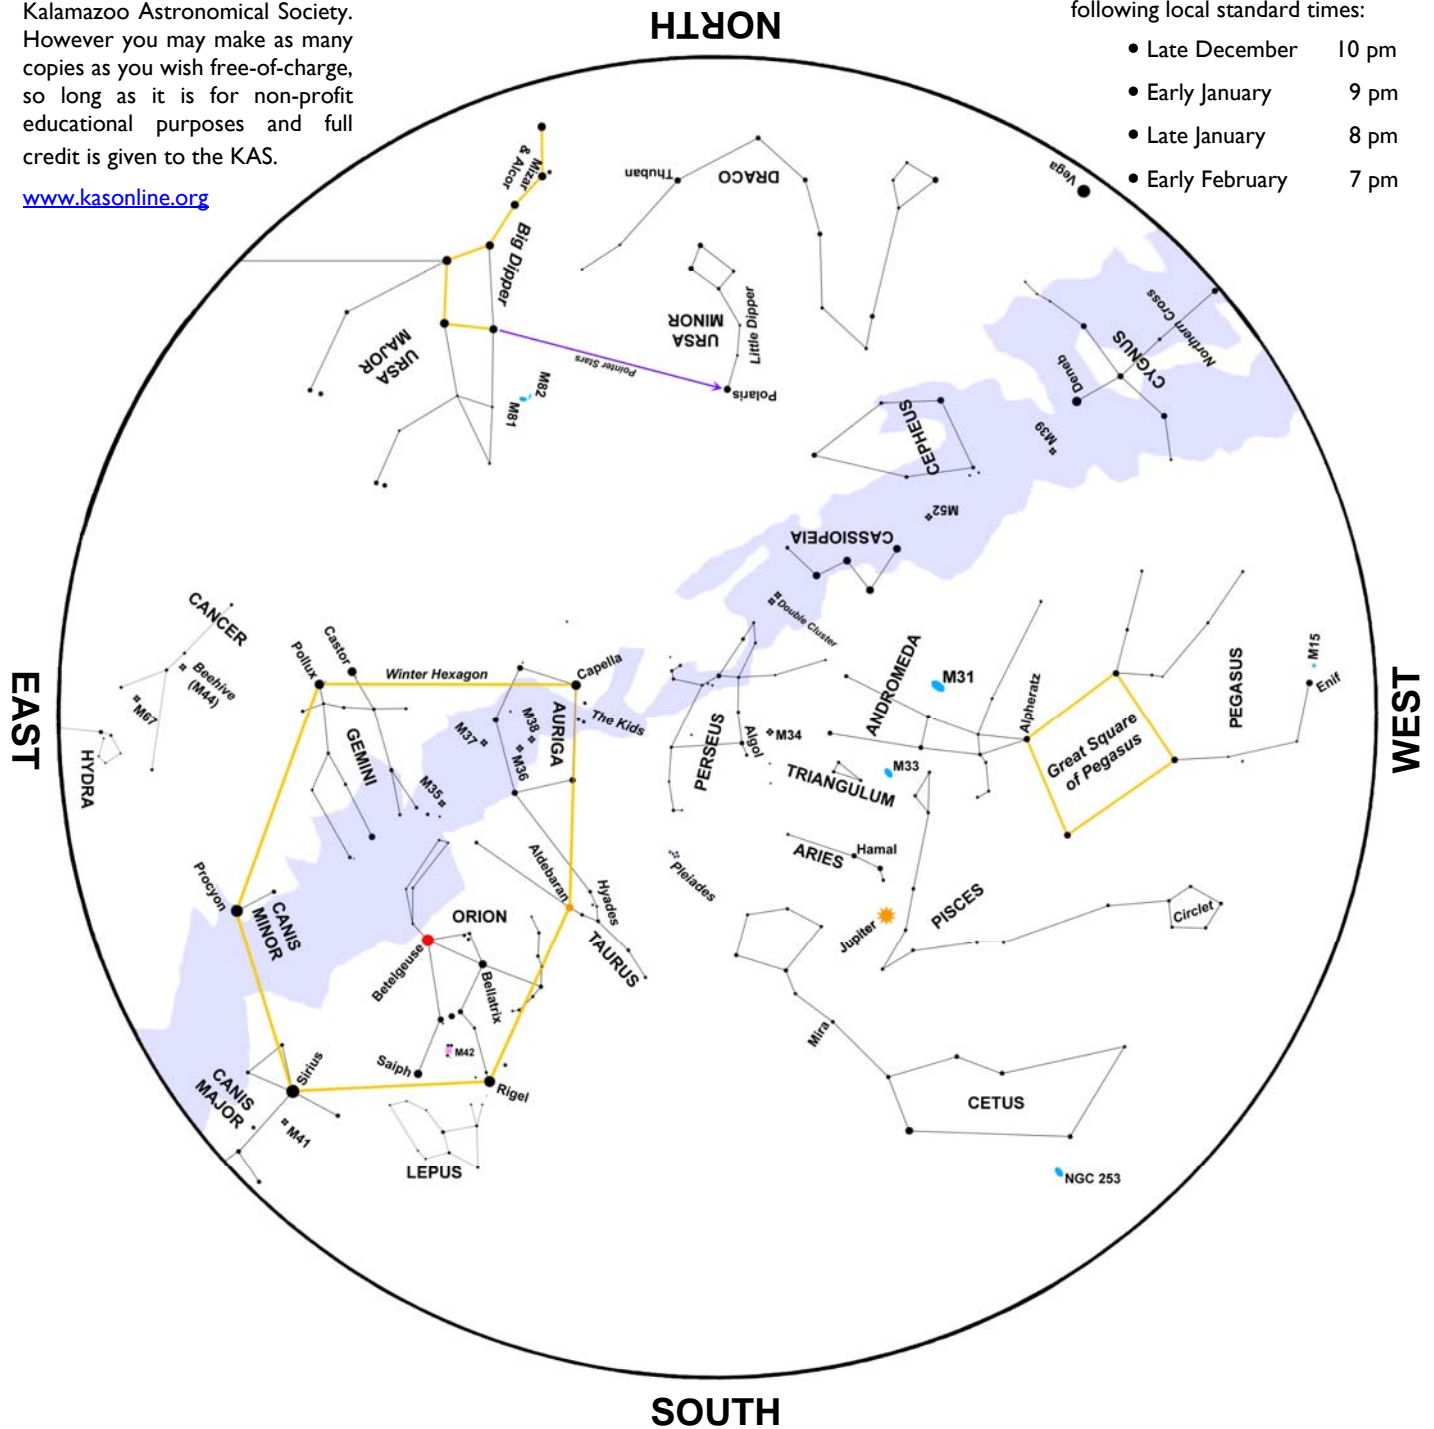 Kalamazoo Astronomical Society.
However you may make as many
copies as you wish free-of-charge,
so long as it is for non-profit
educational purposes and full
credit is given to the KAS.
www.kasonline.org
following local standard times:
• Late December 10 pm
• Early January 9 pm
• Late January 8 pm
• Early February 7 pm
NORTH
Mizar
& Alcor
Big Dipper
URSA
MAJOR
Pointer Stars
M82
M81
Thuban
DRACO
URSA
MINOR
Little Dipper
Polaris
Vega
Northern Cross
CYGNUS
Deneb
M39
CEPHEUS
M52
CASSIOPEIA
Double Cluster
CANCER
Beehive
(M44)
M67
HYDRA
EAST
Castor
Pollux
Winter Hexagon
Capella
The Kids
AURIGA
M38
M37
M36
GEMINI
M35
PERSEUS
Algol
M34
ANDROMEDA
M31
M33
TRIANGULUM
Alpheratz
Great Square
of Pegasus
PEGASUS
M15
Enif
WEST
ARIES
Hamal
Pleiades
Jupiter
PISCES
Circlet
Procyon
CANIS
MINOR
ORION
Betelgeuse
Bellatrix
Aldebaran
Hyades
TAURUS
M42
Saiph
Rigel
Sirius
CANIS
MAJOR
M41
LEPUS
Mira
CETUS
NGC 253
SOUTH